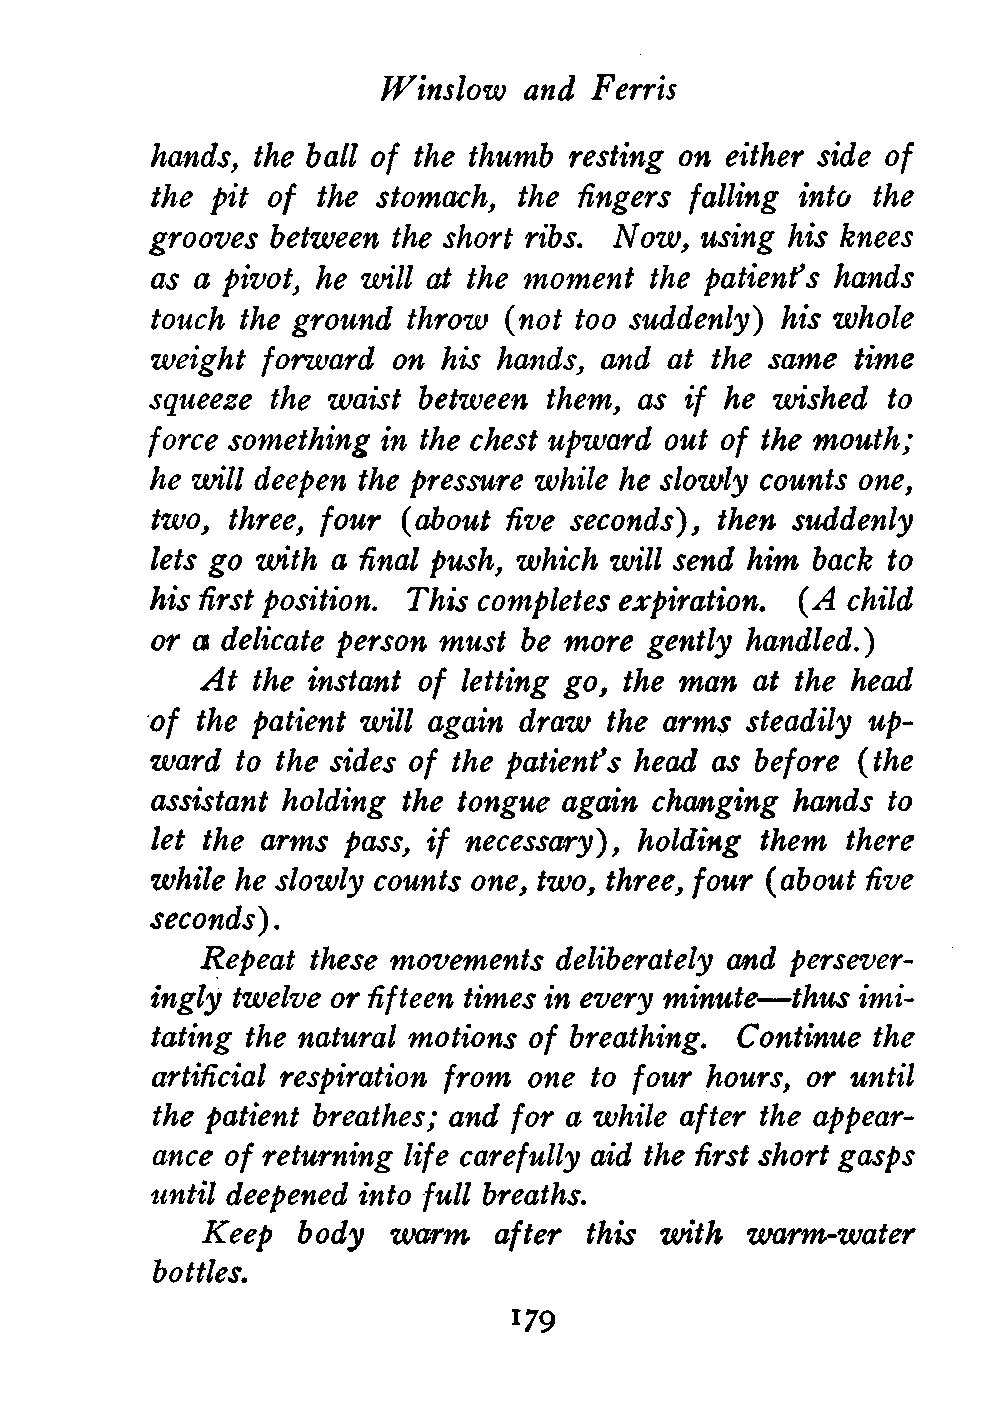 Winslow and Ferris
hands, the ball of the thumb resting on either side of
the pit of the stomach, the fingers falling into the
grooves between the short ribs. Now, using his knees
as a pivot, he will at the moment the patient's hands
touch the ground throw (not too suddenly) his whole
weight forward on his hands, and at the same time
squeeze the waist between them, as if he wished to
force something in the chest upward out of the mouth;
he will deepen the pressure while he slowly counts one,
two, three, four (about five seconds), then suddenly
lets go with a final push, which will send him back to
his first position. This completes expiration. (A child
or a delicate person must be more gently handled.)
At the instant of letting go, the man at the head
of the patient will again draw the arms steadily up-
ward to the sides of the patient's head as before (the
assistant holding the tongue again changing hands to
let the arms pass, if necessary), holding them there
while he slowly counts one, two, three, four (about five
seconds).
Repeat these movements deliberately and persever-
ingly twelve or fifteen times in every minute—thus imi-
tating the natural motions of breathing. Continue the
artificial respiration from one to four hours, or until
the patient breathes; and for a while after the appear-
ance of returning life carefully aid the first short gasps
until deepened into full breaths.
Keep body warm after this with warm-water
bottles.
179